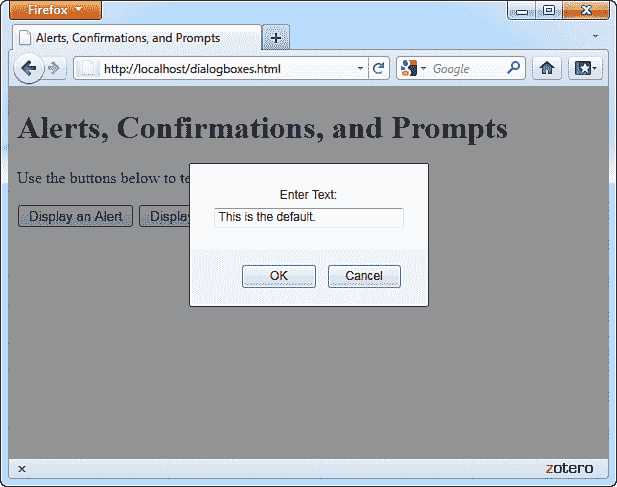 Firefox
Alerts, Confirmations, and Prompts
http://localhost/dialogboxes.html
Google
Alerts, Confirmations, and Prompts
Use the buttons below to te
Display an Alert
Display
Enter Text:
This is the default.
OK
Cancel
zotero